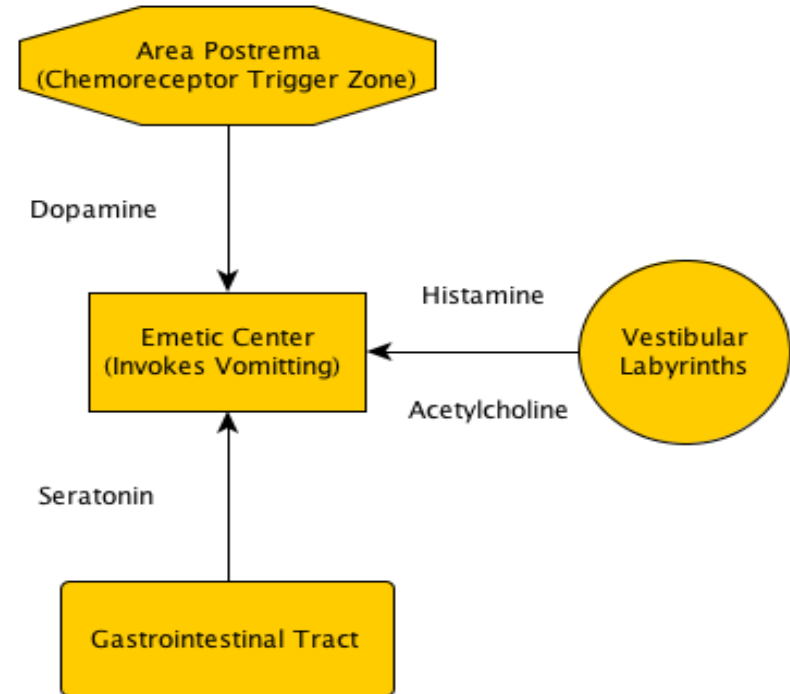 Area Postrema
(Chemoreceptor Trigger Zone)
Dopamine
Histamine
Emetic Center
(Invokes Vomitting)
Vestibular
Labyrinths
Acetylcholine
Seratonin
Gastrointestinal Tract